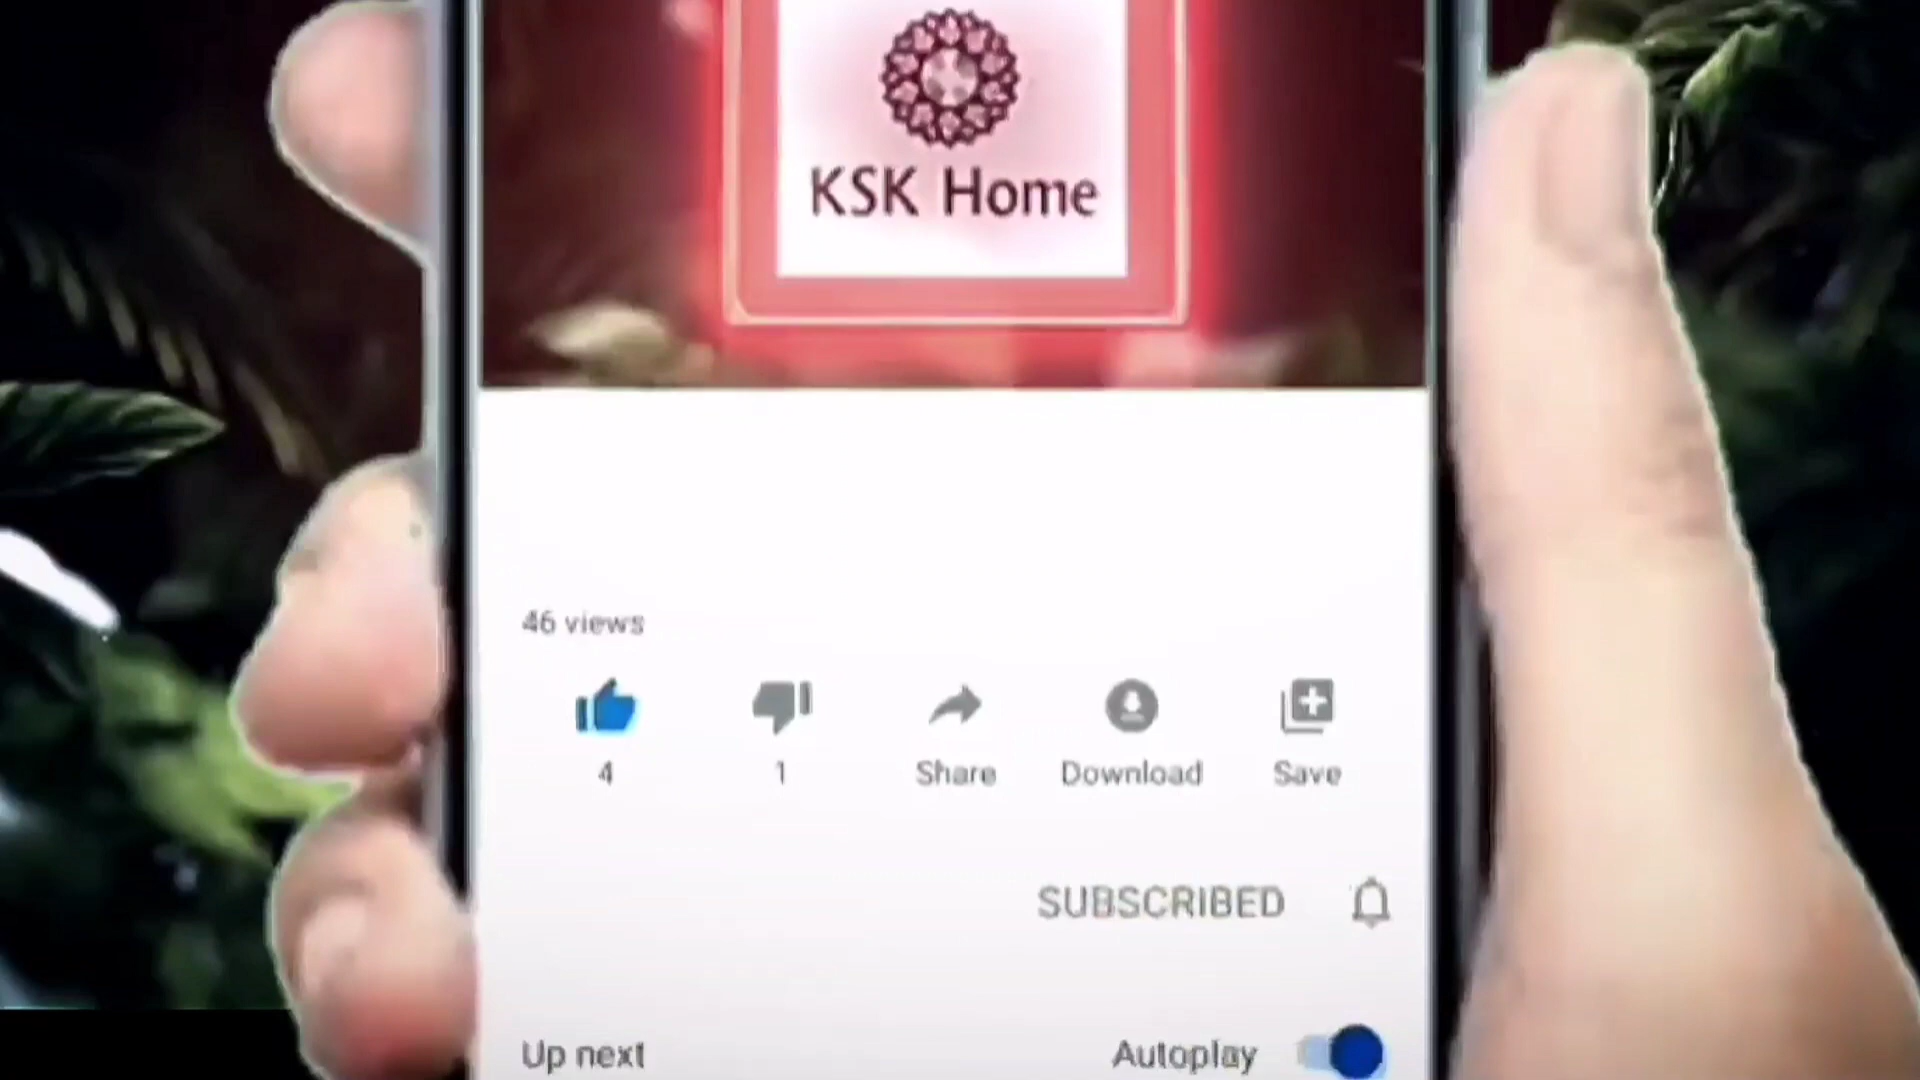 KSK Home
46 views
4
1
Share
Download
Save
SUBSCRIBED
Up next
Autoplay